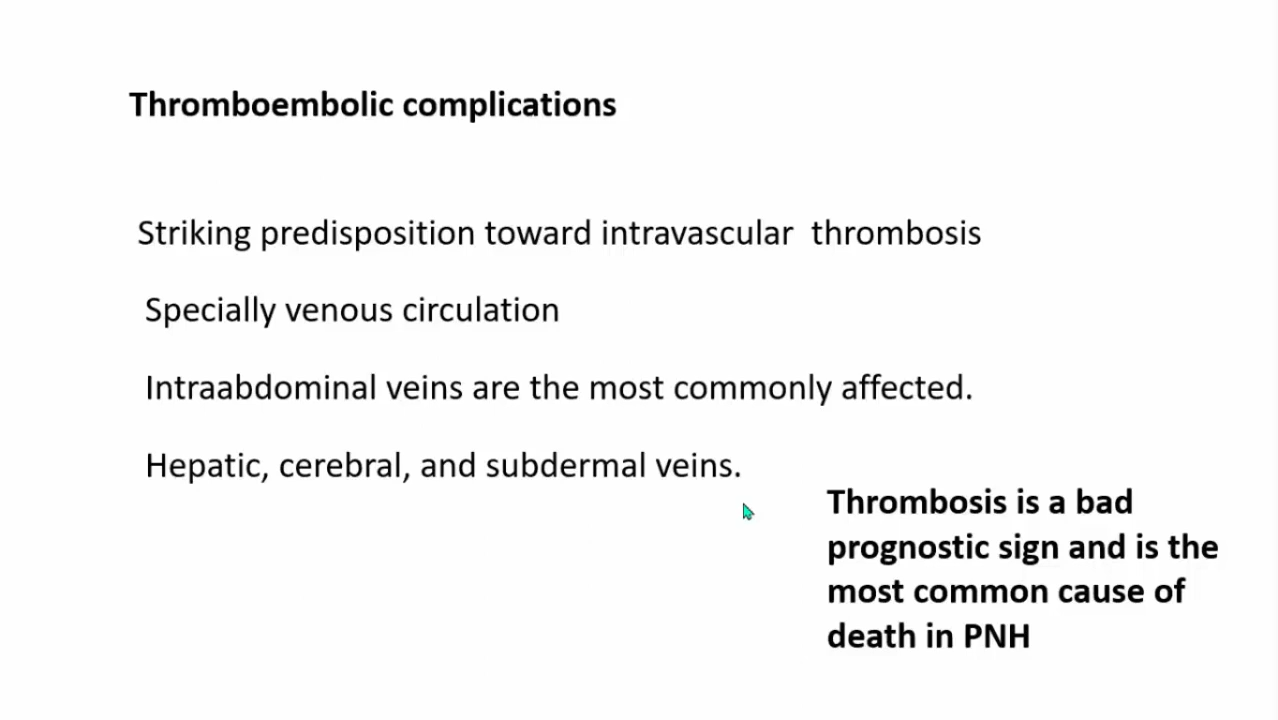 Thromboembolic complications
Striking predisposition toward intravascular  thrombosis
Specially venous circulation
Intraabdominal veins are the most commonly affected.
Hepatic, cerebral, and subdermal veins.
Thrombosis is a bad
prognostic sign and is the
most common cause of
death in PNH